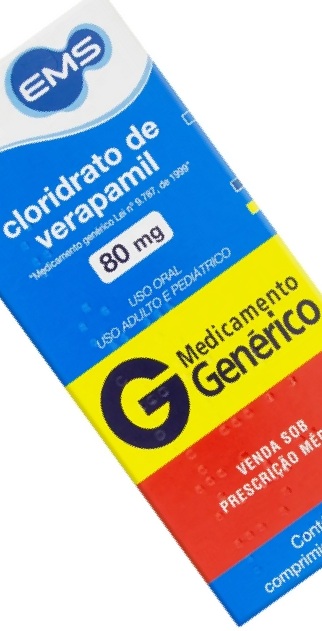 EMS
cloridrato de
verapamil
"Medicamento genérico Lei nº 9.787, de 1999"
80 mg
USO ORAL
USO ADULTO E PEDIÁTRICO
G Medicamento
Genérico
VENDA SOB
PRESCRIÇÃO